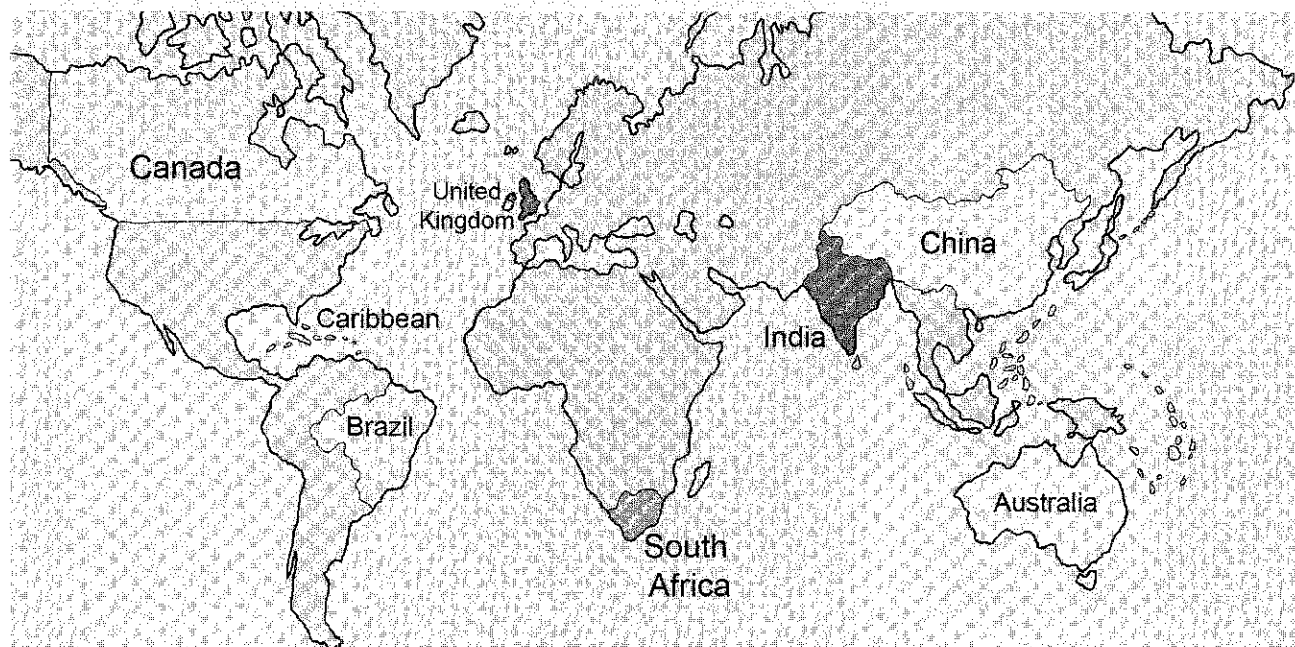 Canada
United
Kingdom
China
Caribbean
India
Brazil
Australia
South
Africa